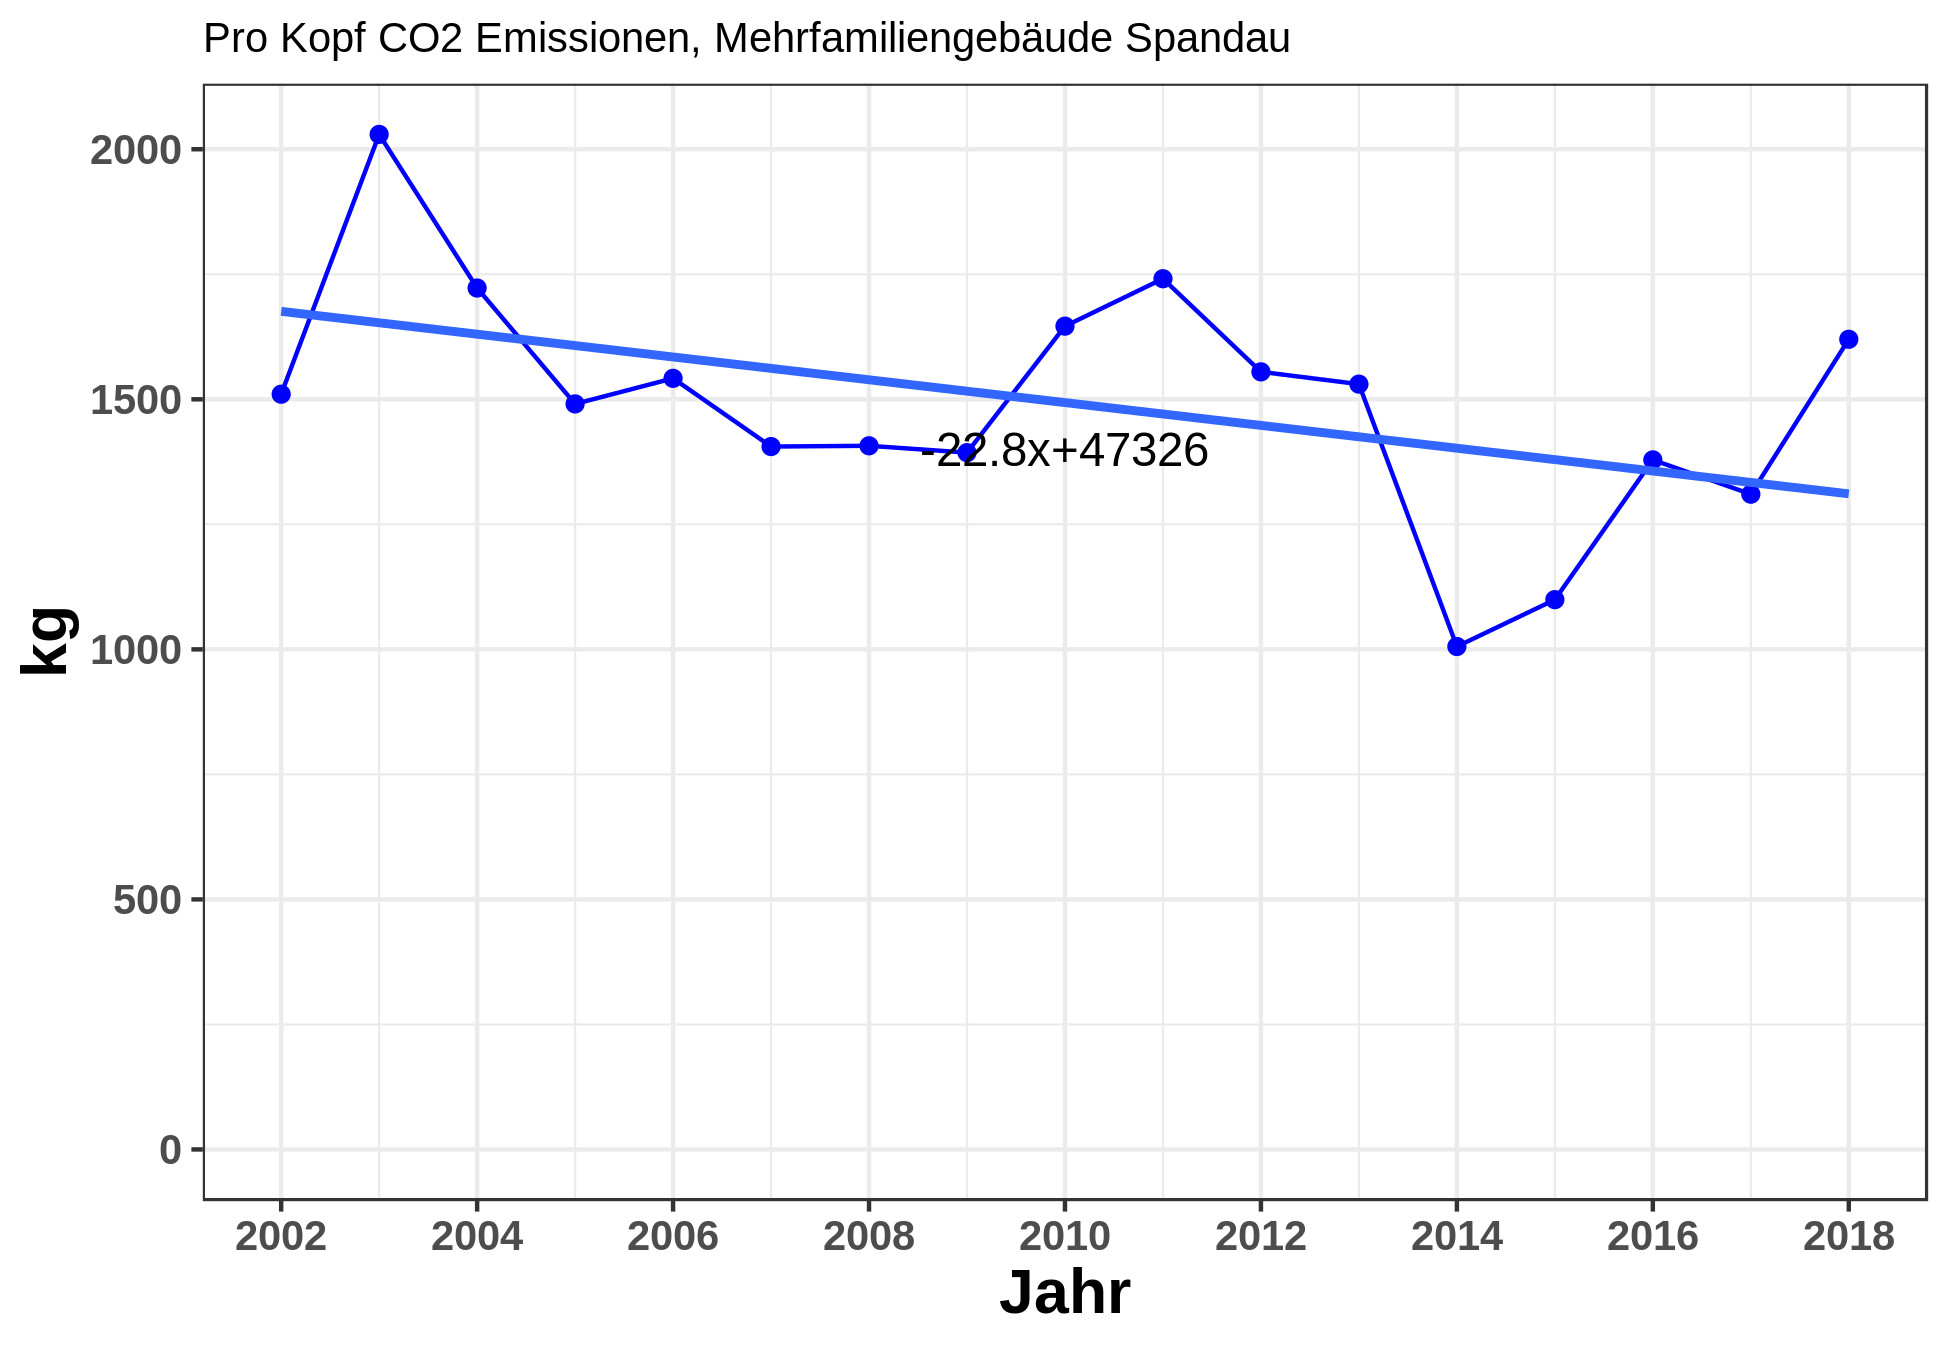 Pro Kopf CO2 Emissionen, Mehrfamiliengebäude Spandau
2000
1500
1000
500
0
kg
-22.8x+47326
2002 2004 2006 2008 2010 2012 2014 2016 2018
Jahr